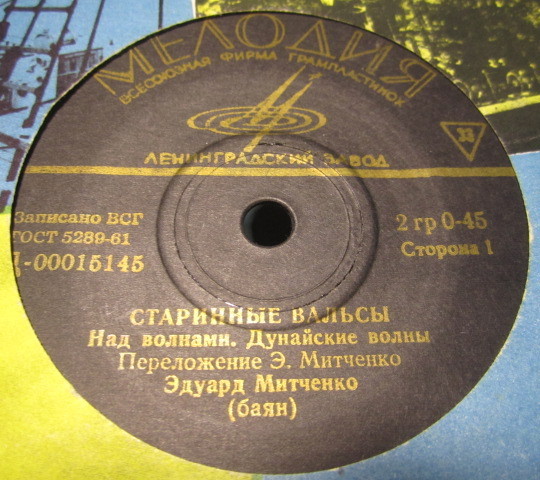 МЕЛОДИЯ
ВСЕСОЮЗНАЯ ФИРМА ГРАМПЛАСТИНОК
33
ЛЕНИНГРАДСКИЙ ЗАВОД
Записано ВСГ
ГОСТ 5289-61
Д-00015145
2 гр 0-45
Сторона 1
СТАРИННЫЕ ВАЛЬСЫ
Над волнами. Дунайские волны
Переложение Э. Митченко
Эдуард Митченко
(баян)